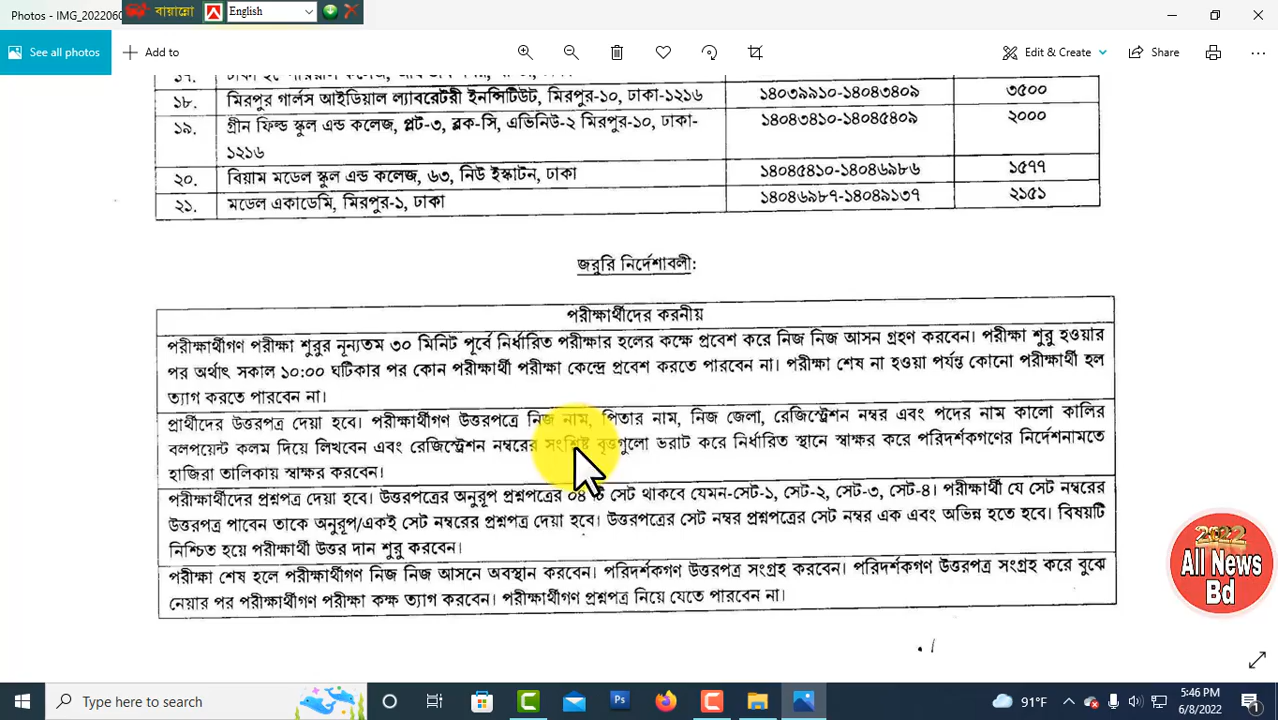 Photos - IMG_2022060
বায়ান্নো
English
See all photos
Add to
Edit & Create
Share
১৮. মিরপুর গার্লস আইডিয়াল ল্যাবরেটরী ইনস্টিটিউট, মিরপুর-১০, ঢাকা-১২১৬ ১৪০৩৯৯১০-১৪০৪৩৪০৯ ৩৫০০
১৯. গ্রীন ফিল্ড স্কুল এন্ড কলেজ, প্লট-৩, ব্লক-সি, এভিনিউ-২ মিরপুর-১০, ঢাকা- ১৪০৪৩৪১০-১৪০৪৫৪০৯ ২০০০
১২১৬
২০. বিয়াম মডেল স্কুল এন্ড কলেজ, ৬৩, নিউ ইস্কাটন, ঢাকা ১৪০৪৫৪১০-১৪০৪৬৯৮৬ ১৫৭৭
২১. মডেল একাডেমি, মিরপুর-১, ঢাকা ১৪০৪৬৯৮৭-১৪০৪৯১৩৭ ২১৫১
জরুরি নির্দেশাবলী:
পরীক্ষার্থীদের করনীয়
পরীক্ষার্থীগণ পরীক্ষা শুরুর নূন্যতম ৩০ মিনিট পূর্বে নির্ধারিত পরীক্ষার হলের কক্ষে প্রবেশ করে নিজ নিজ আসন গ্রহণ করবেন। পরীক্ষা শুরু হওয়ার
পর অর্থাৎ সকাল ১০:০০ ঘটিকার পর কোন পরীক্ষার্থী পরীক্ষা কেন্দ্রে প্রবেশ করতে পারবেন না। পরীক্ষা শেষ না হওয়া পর্যন্ত কোনো পরীক্ষার্থী হল
ত্যাগ করতে পারবেন না।
প্রার্থীদের উত্তরপত্র দেয়া হবে। পরীক্ষার্থীগণ উত্তরপত্রে নিজ নাম, পিতার নাম, নিজ জেলা, রেজিস্ট্রেশন নম্বর এবং পদের নাম কালো কালির
বলপয়েন্ট কলম দিয়ে লিখবেন এবং রেজিস্ট্রেশন নম্বরের সংশ্লিষ্ট বৃত্তগুলো ভরাট করে নির্ধারিত স্থানে স্বাক্ষর করে পরিদর্শকগণের নির্দেশনামতে
হাজিরা তালিকায় স্বাক্ষর করবেন।
পরীক্ষার্থীদের প্রশ্নপত্র দেয়া হবে। উত্তরপত্রের অনুরূপ প্রশ্নপত্রের ০৪ সেট থাকবে যেমন-সেট-১, সেট-২, সেট-৩, সেট-৪। পরীক্ষার্থী যে সেট নম্বরের
উত্তরপত্র পাবেন তাকে অনুরূপ/একই সেট নম্বরের প্রশ্নপত্র দেয়া হবে। উত্তরপত্রের সেট নম্বর প্রশ্নপত্রের সেট নম্বর এক এবং অভিন্ন হতে হবে। বিষয়টি
নিশ্চিত হয়ে পরীক্ষার্থী উত্তর দান শুরু করবেন।
পরীক্ষা শেষ হলে পরীক্ষার্থীগণ নিজ নিজ আসনে অবস্থান করবেন। পরিদর্শকগণ উত্তরপত্র সংগ্রহ করবেন। পরিদর্শকগণ উত্তরপত্র সংগ্রহ করে বুঝে
নেয়ার পর পরীক্ষার্থীগণ পরীক্ষা কক্ষ ত্যাগ করবেন। পরীক্ষার্থীগণ প্রশ্নপত্র নিয়ে যেতে পারবেন না।
2022
All News
Bd
Type here to search
Ps
91°F
5:46 PM
6/8/2022
1